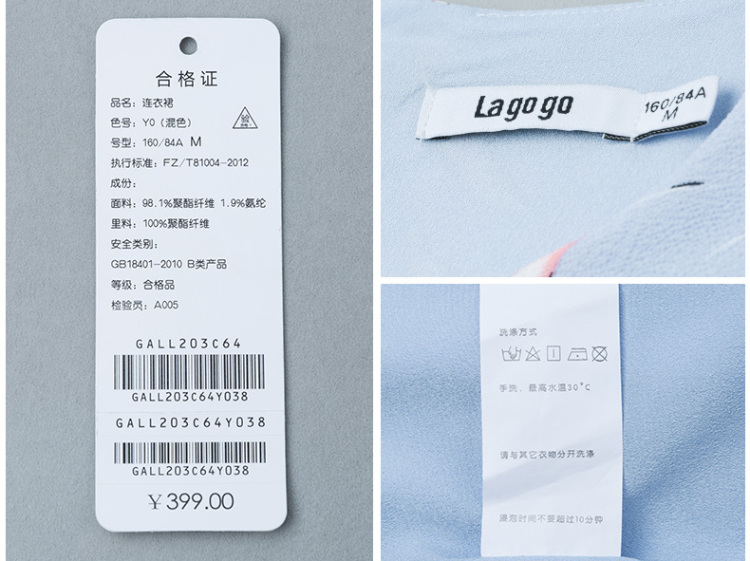 合格证
品名：连衣裙
色号：Y0（混色）
验
号型：160/84A M
执行标准：FZ/T81004-2012
成份：
面料：98.1%聚酯纤维 1.9%氨纶
里料：100%聚酯纤维
安全类别：
GB18401-2010 B类产品
等级：合格品
检验员：A005
GALL203C64
GALL203C64Y038
GALL203C64Y038
GALL203C64Y038
￥399.00
Lagogo
160/84A
M
洗涤方式
手洗，最高水温30°C
请与其它衣物分开洗涤
浸泡时间不要超过10分钟